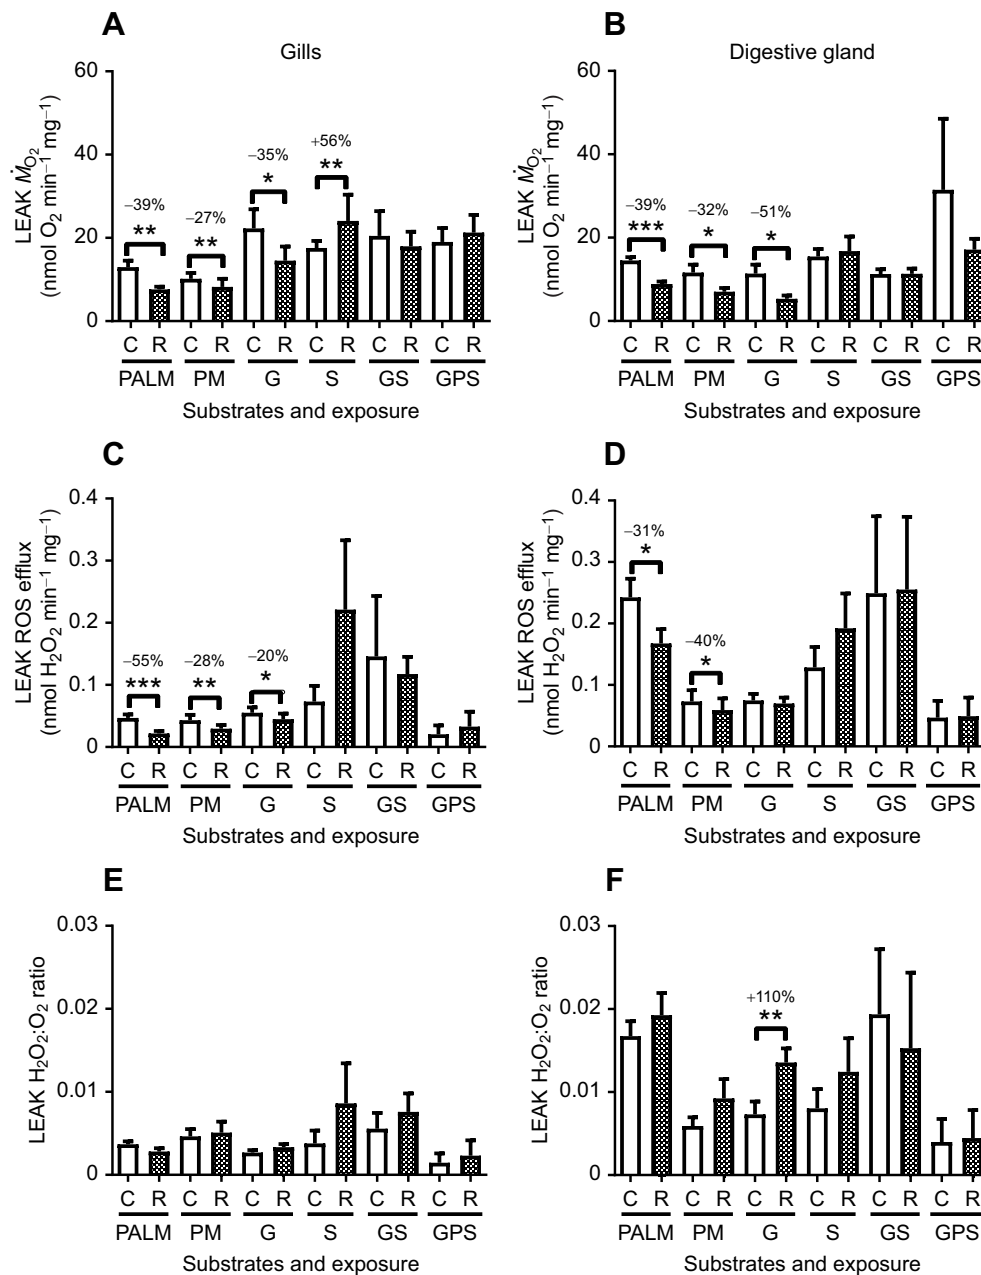 A
Gills
60
40
20
0
LEAK ṀO₂
(nmol O₂ min⁻¹ mg⁻¹)
−39%
**
−27%
**
−35%
*
+56%
**
C R C R C R C R C R C R
PALM PM G S GS GPS
Substrates and exposure
B
Digestive gland
60
40
20
0
−39%
***
−32%
*
−51%
*
C R C R C R C R C R C R
PALM PM G S GS GPS
Substrates and exposure
C
0.4
0.3
0.2
0.1
0
LEAK ROS efflux
(nmol H₂O₂ min⁻¹ mg⁻¹)
−55%
***
−28%
**
−20%
*
C R C R C R C R C R C R
PALM PM G S GS GPS
Substrates and exposure
D
0.4
0.3
0.2
0.1
0
LEAK ROS efflux
(nmol H₂O₂ min⁻¹ mg⁻¹)
−31%
*
−40%
*
C R C R C R C R C R C R
PALM PM G S GS GPS
Substrates and exposure
E
0.03
0.02
0.01
0
LEAK H₂O₂:O₂ ratio
C R C R C R C R C R C R
PALM PM G S GS GPS
Substrates and exposure
F
0.03
0.02
0.01
0
LEAK H₂O₂:O₂ ratio
+110%
**
C R C R C R C R C R C R
PALM PM G S GS GPS
Substrates and exposure
LEAK ṀO₂
(nmol O₂ min⁻¹ mg⁻¹)